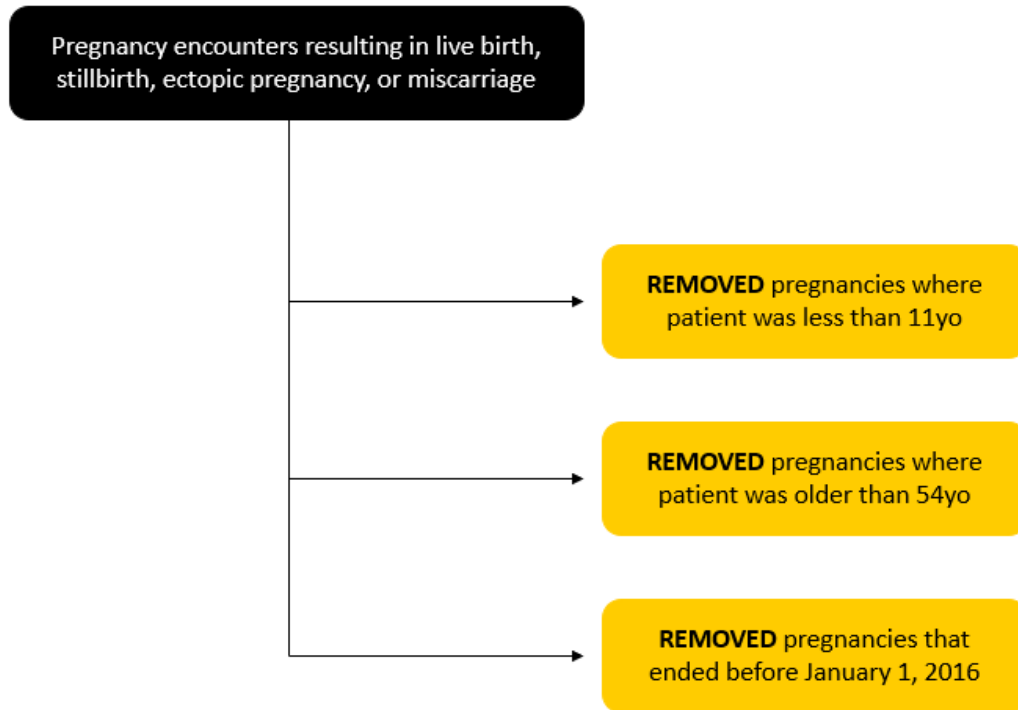 Pregnancy encounters resulting in live birth,
stillbirth, ectopic pregnancy, or miscarriage
REMOVED pregnancies where
patient was less than 11yo
REMOVED pregnancies where
patient was older than 54yo
REMOVED pregnancies that
ended before January 1, 2016